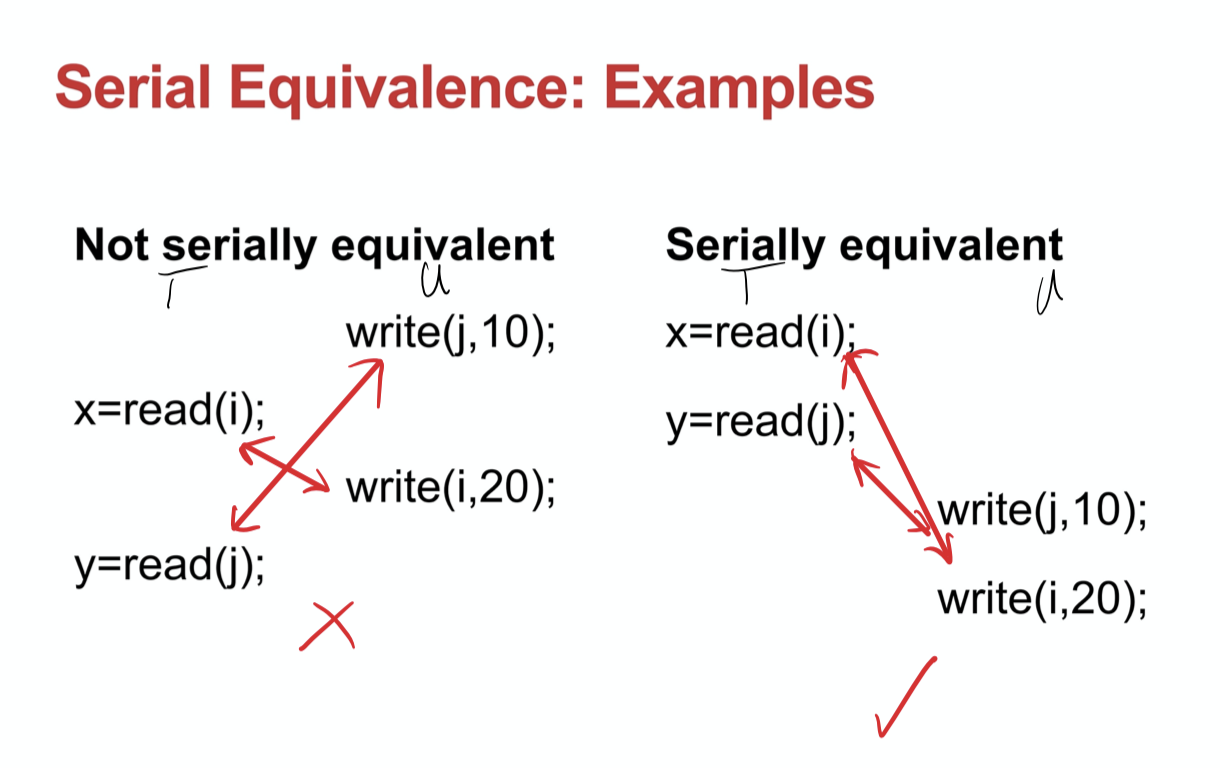 Serial Equivalence: Examples
Not serially equivalent
T U
write(j,10);
x=read(i);
write(i,20);
y=read(j);
Serially equivalent
T U
x=read(i);
y=read(j);
write(j,10);
write(i,20);